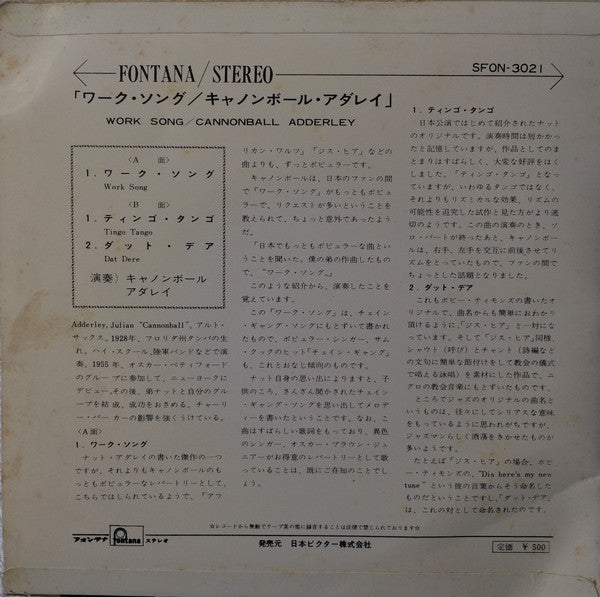 FONTANA/STEREO
SFON-3021
「ワーク・ソング/キャノンボール・アダレイ」
WORK SONG/CANNONBALL ADDERLEY
〈A 面〉
1. ワーク・ソング
Work Song
〈B 面〉
1. ティンゴ・タンゴ
Tingo Tango
2. ダット・デア
Dat Dere
演奏) キャノンボール
アダレイ
Adderley, Julian "Cannonball", アルト・
サックス。1928年、フロリダ州タンパの生
れ。ハイ・スクール、陸軍バンドなどで演
奏、1955年、オスカー・ペティフォード
のグループに参加して、ニューヨークにデ
ビュー。その後、弟ナットと自分のグルー
プを結成、成功をおさめる。チャーリ
ー・パーカーの影響を強くうけている。
〈A面〉
1. ワーク・ソング
ナット・アダレイの書いた傑作の一つ
ですが、それよりもキャノンボールのも
っともポピュラーなレパートリーとして、
こちらではしられているようで、「アフ
リカン・ワルツ」「ジス・ヒア」などの
曲よりも、ずっとポピュラーです。
キャノンボールは、日本のファンの間
で「ワーク・ソング」がもっともポピュラ
ーで、リクエストが多いということを
教えられて、ちょっと意外であったよう
だ。
「日本でもっともポピュラーな曲とい
うことを聞いた。僕の弟の作曲したもの
で、"ワーク・ソング。」
このような紹介から、演奏したことを
覚えています。
この「ワーク・ソング」は、チェイン
・ギャング・ソングにもとずいて書かれ
たもので、ポピュラー・シンガー、サム
・クックのヒット「チェイン・ギャング」
も、これとおなじ傾向のものです。
ナット自身の思い出によりますと、子
供のころ、さんざん聞かされたチェイン
・ギャング・ソングを思い出してメロデ
ィーを書いたということです。なお、こ
の曲はすばらしい歌詞をもっており、異色
のシンガー、オスカー・ブラウン・ジュ
ニアーがお得意のレパートリーとして歌
っていることは、既にご存知のことでし
ょう。
1. ティンゴ・タンゴ
日本公演ではじめて紹介されたナット
のオリジナルです。演奏時間は短かかっ
たと記憶していますが、作品としてのま
とまりはすばらしく、大変な好評をはく
しました。「ティンゴ・タンゴ」となっ
ていますが、いわゆるタンゴではなく、
それよりもリズミカルな効果、リズムの
可能性を追究した試作と見た方がより適
切のようです。この曲の演奏のとき、ソ
ロ・パートが終ったあと、キャノンボー
ルは、右手、左手を交互に前後させてリ
ズムをとっていたもので、ファンの間で
ちょっとした話題となりました。
2. ダット・デア
これもボビー・ティモンズの書いたオ
リジナルで、曲名からも簡単におわかり
頂けるように、「ジス・ヒア」と一対にな
っています。そして「ジス・ヒア」同様、
シャウト(呼び)とチャント(詩編など
の文句に簡単な節付けをして教会の儀式
で唱える詠唱)を素材にした作品で、ニ
グロの教会音楽にもとずいたものです。
ところでジャズのオリジナルの曲名と
いうものは、往々にしてシリアスな意味
をもっているように思われがちですが、
ジャズマンらしく洒落をきかせたものが
多いようです。
たとえば「ジス・ヒア」の場合、ボビ
ー・ティモンズの、"Dis here's my new
tune" という彼の言葉からそう命名した
ものだということですし、「ダット・デア」
は、これの対として命名されたのです。
☆レコードから無断でテープ其の他に録音することは法律で禁じられております☆
フォンタナ fontana ステレオ
発売元 日本ビクター株式会社
定価 ¥ 500